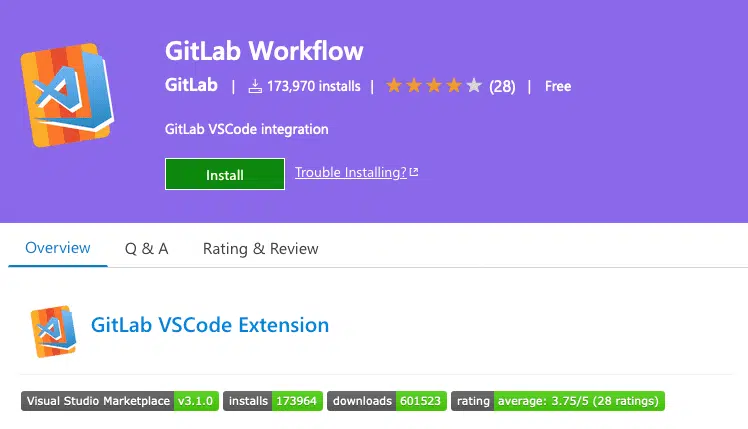 GitLab Workflow
GitLab | 173,970 installs | (28) | Free
GitLab VSCode integration
Install Trouble Installing?
Overview Q & A Rating & Review
GitLab VSCode Extension
Visual Studio Marketplace v3.1.0 installs 173964 downloads 601523 rating average: 3.75/5 (28 ratings)